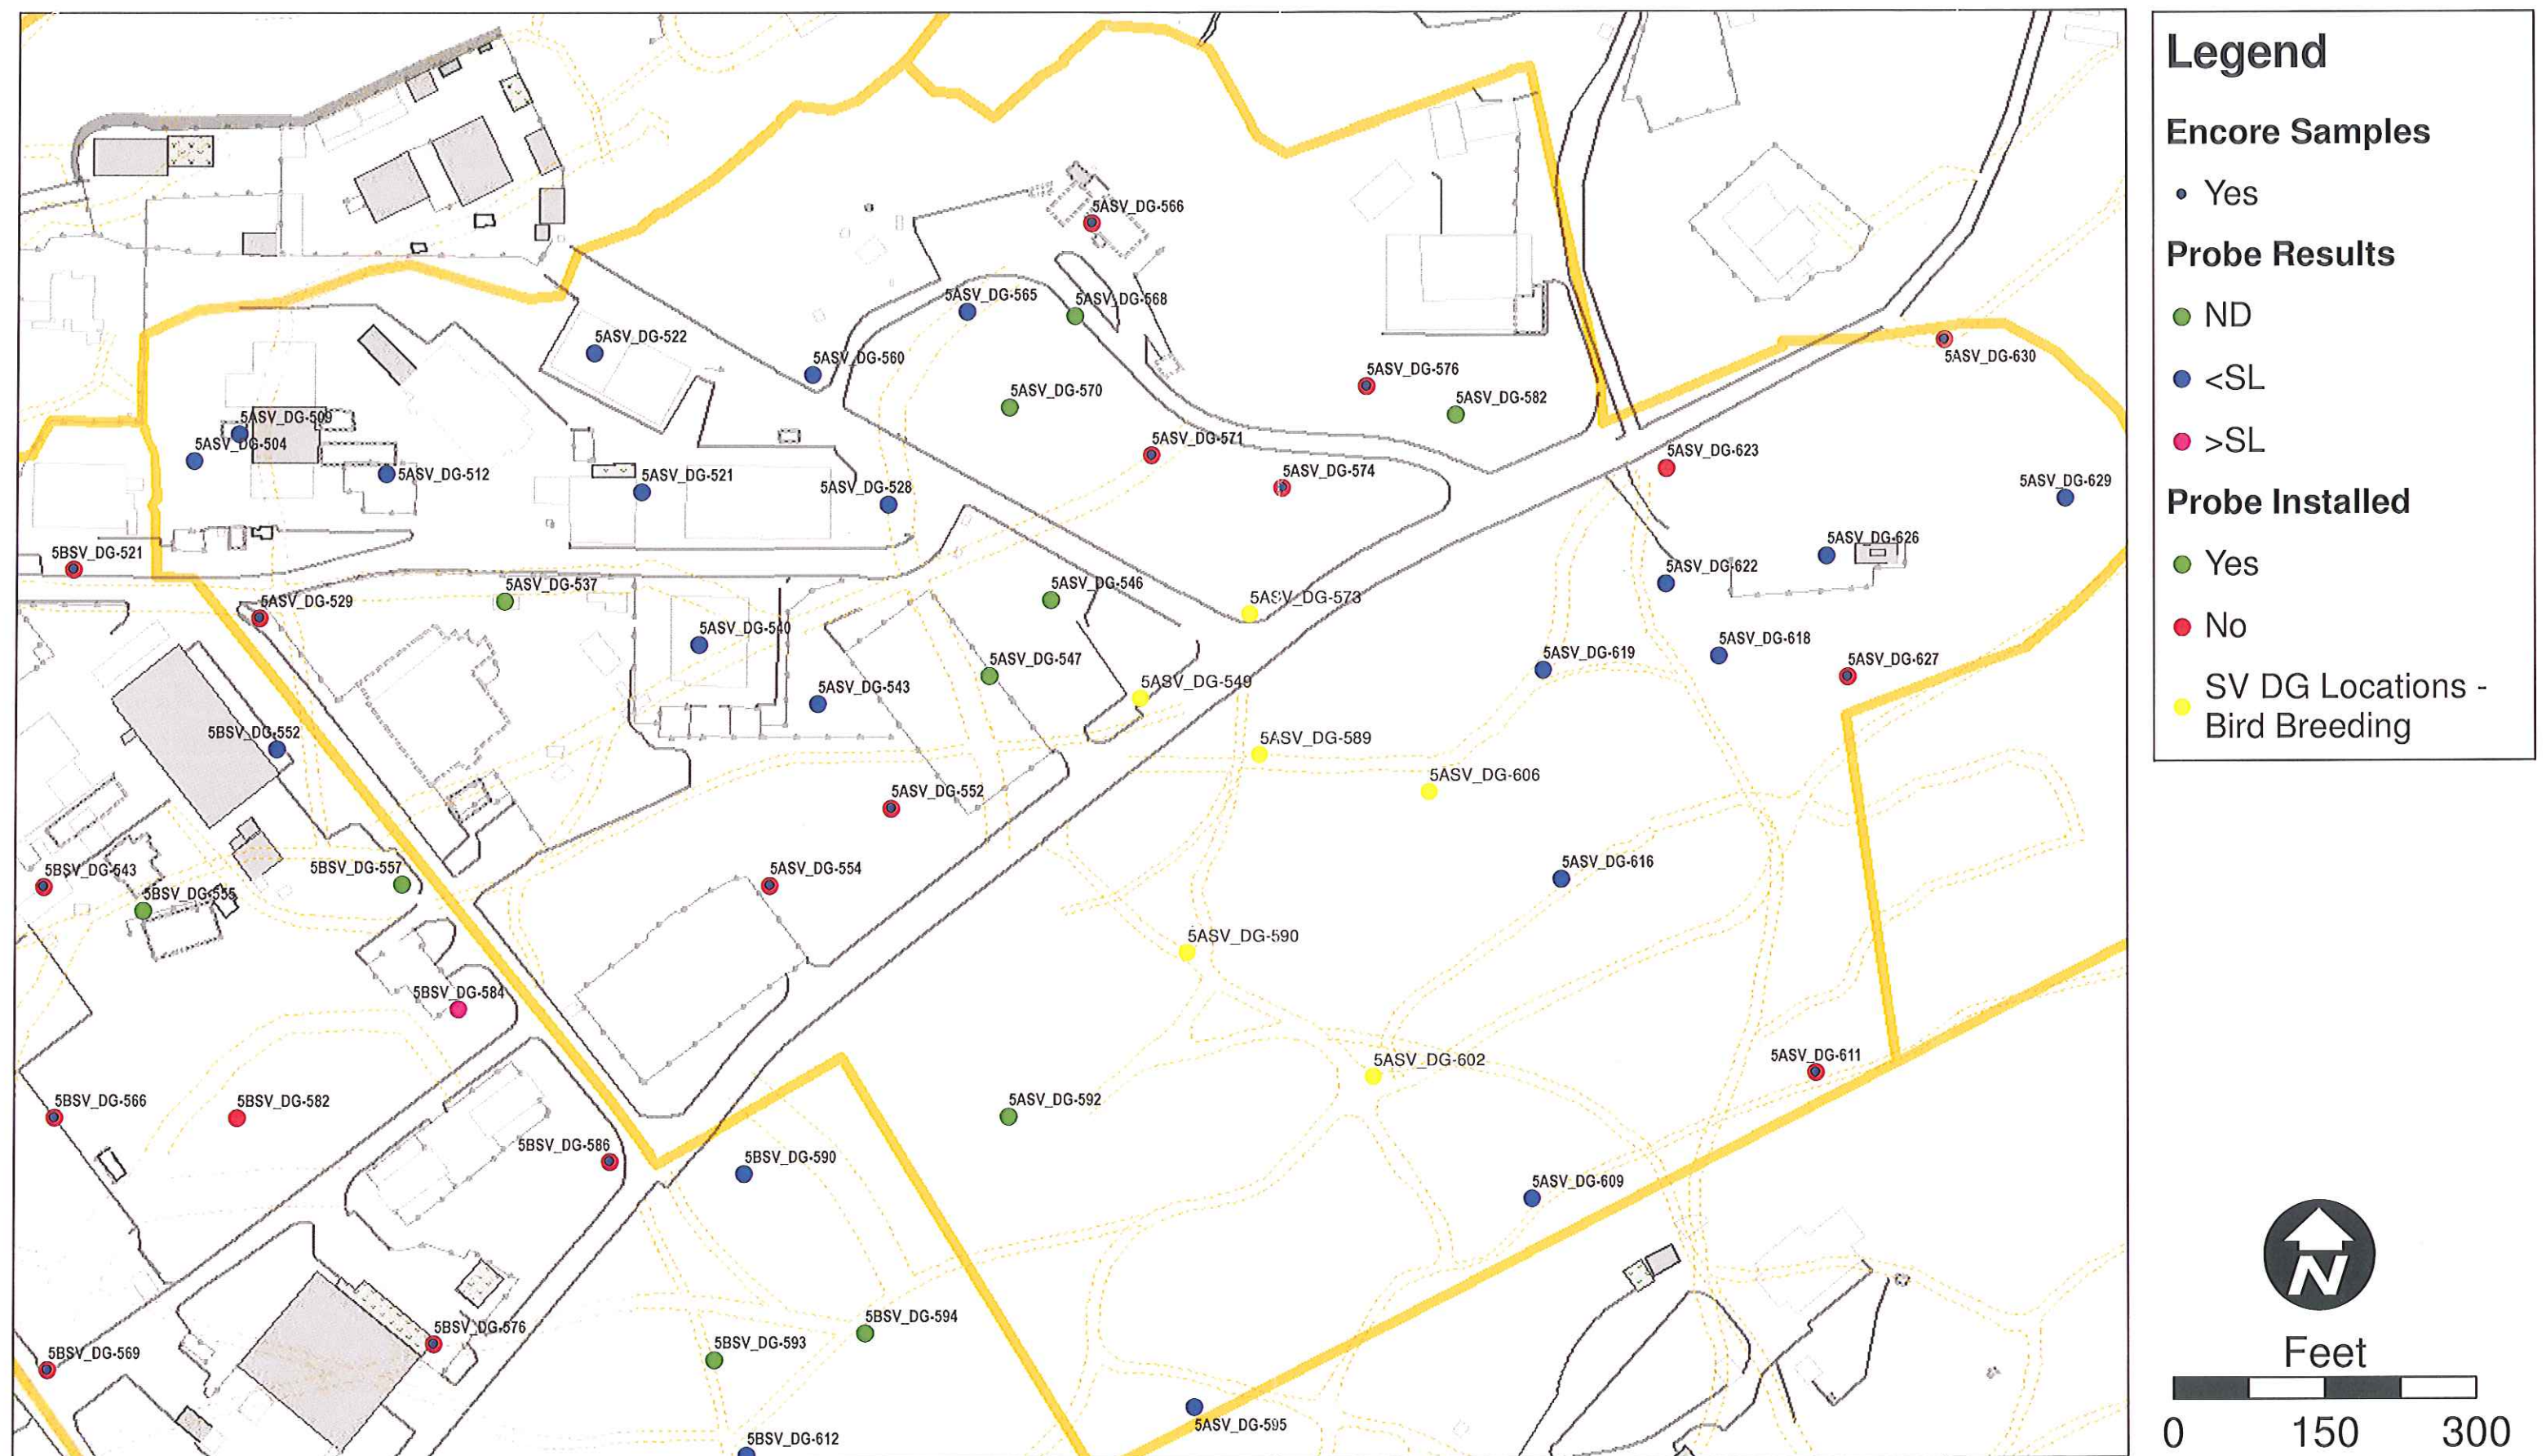 5ASV_DG-566
5ASV_DG-565
5ASV_DG-568
5ASV_DG-522
5ASV_DG-560
5ASV_DG-630
5ASV_DG-576
5ASV_DG-570
5ASV_DG-582
5ASV_DG-509
5ASV_DG-504
5ASV_DG-571
5ASV_DG-623
5ASV_DG-512
5ASV_DG-521
5ASV_DG-574
5ASV_DG-528
5ASV_DG-629
5BSV_DG-521
5ASV_DG-626
5ASV_DG-622
5ASV_DG-537
5ASV_DG-546
5ASV_DG-529
5ASV_DG-573
5ASV_DG-540
5ASV_DG-618
5ASV_DG-619
5ASV_DG-547
5ASV_DG-627
5ASV_DG-549
5ASV_DG-543
5BSV_DG-552
5ASV_DG-589
5ASV_DG-606
5ASV_DG-552
5ASV_DG-616
5BSV_DG-543
5BSV_DG-557
5ASV_DG-554
5BSV_DG-555
5ASV_DG-590
5BSV_DG-584
5ASV_DG-602
5ASV_DG-611
5BSV_DG-566
5BSV_DG-582
5ASV_DG-592
5BSV_DG-586
5BSV_DG-590
5ASV_DG-609
5BSV_DG-594
5BSV_DG-576
5BSV_DG-593
5BSV_DG-569
5ASV_DG-595
5BSV_DG-612
Legend
Encore Samples
Yes
Probe Results
ND
<SL
>SL
Probe Installed
Yes
No
SV DG Locations -
Bird Breeding
N
Feet
0 150 300